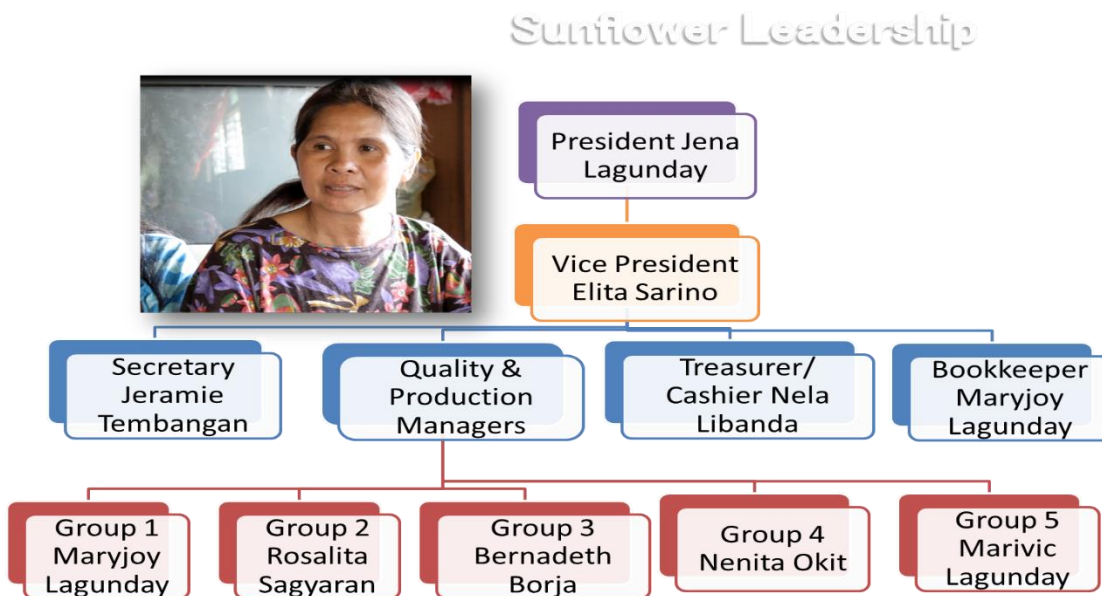 Sunflower Leadership
President Jena
Lagunday
Vice President
Elita Sarino
Secretary
Jeramie
Tembangan
Quality &
Production
Managers
Treasurer/
Cashier Nela
Libanda
Bookkeeper
Maryjoy
Lagunday
Group 1
Maryjoy
Lagunday
Group 2
Rosalita
Sagyaran
Group 3
Bernadeth
Borja
Group 4
Nenita Okit
Group 5
Marivic
Lagunday